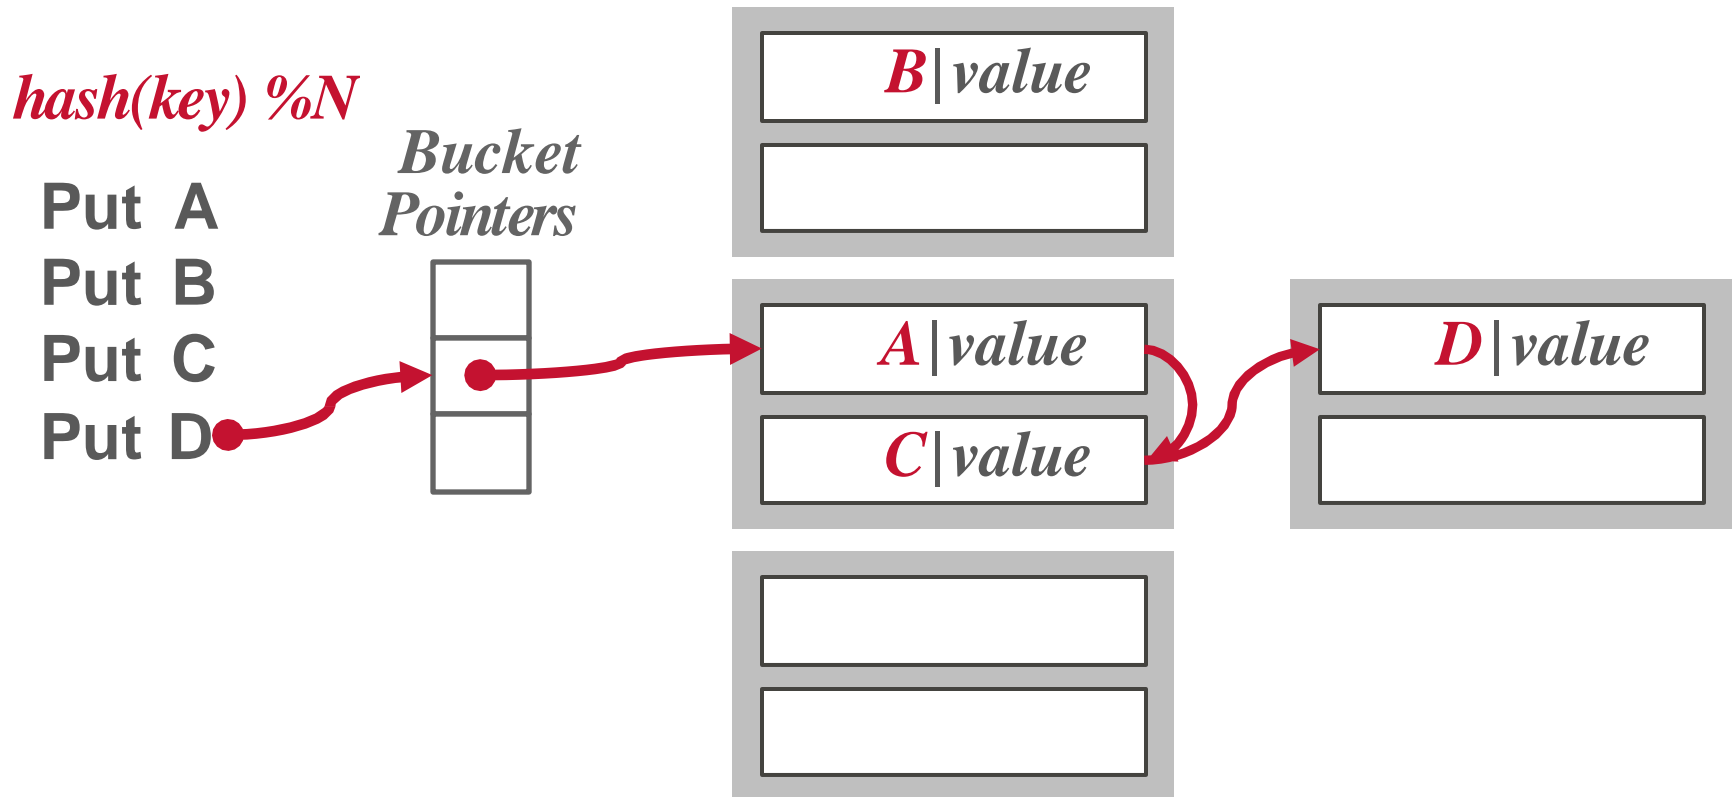 hash(key) %N
Put A
Put B
Put C
Put D
Bucket
Pointers
B|value
A|value
C|value
D|value